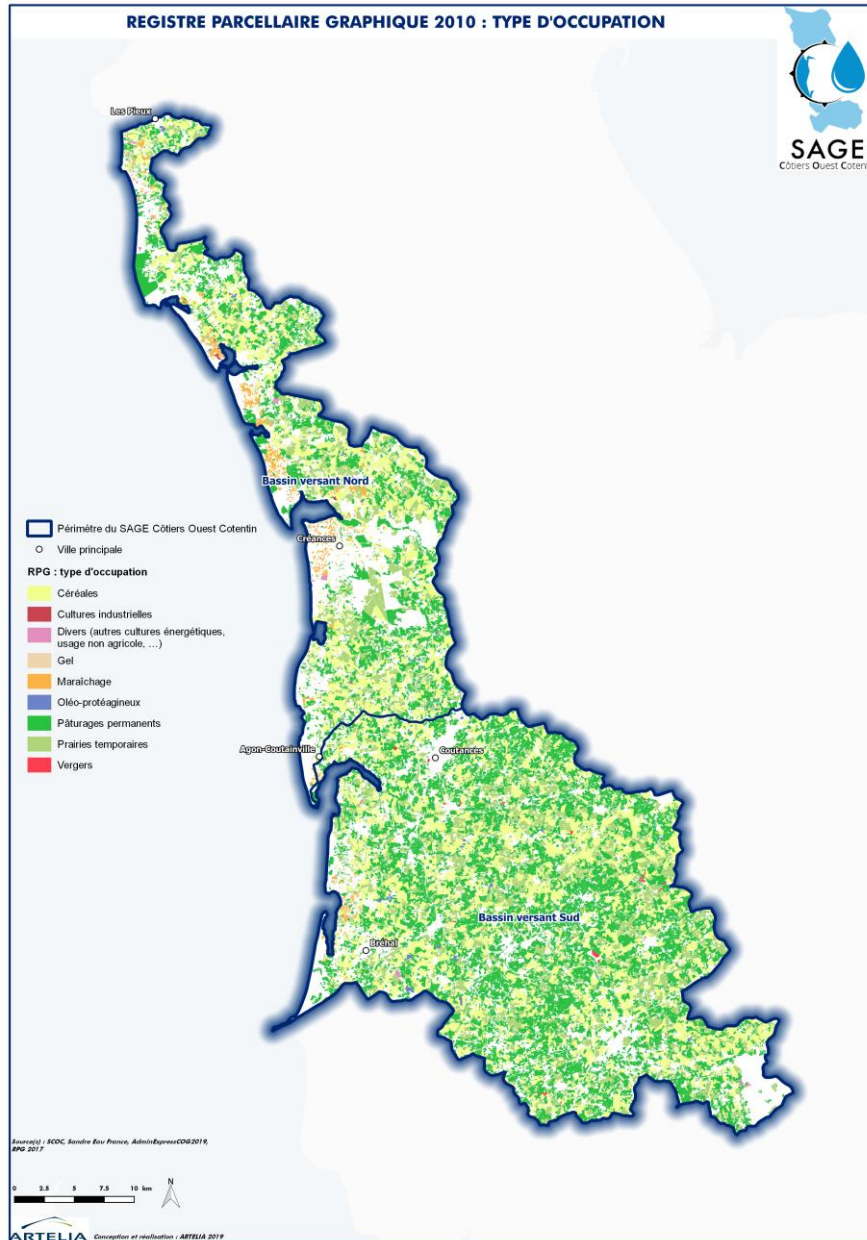 REGISTRE PARCELLAIRE GRAPHIQUE 2010 : TYPE D'OCCUPATION
SAGE
Côtiers Ouest Cotent
Les Pieux
Bassin versant Nord
Créances
Périmètre du SAGE Côtiers Ouest Cotentin
Ville principale
RPG : type d'occupation
Céréales
Cultures industrielles
Divers (autres cultures énergétiques,
usage non agricole, ...)
Gel
Maraîchage
Oléo-protéagineux
Pâturages permanents
Prairies temporaires
Vergers
Agon-Coutainville
Coutances
Bassin versant Sud
Bréhal
Source(s) : SCOC, Sandre Eau France, AdminExpressCOG2019,
RPG 2017
0 2.5 5 7.5 10 km
N
ARTELIA
Conception et réalisation : ARTELIA 2019